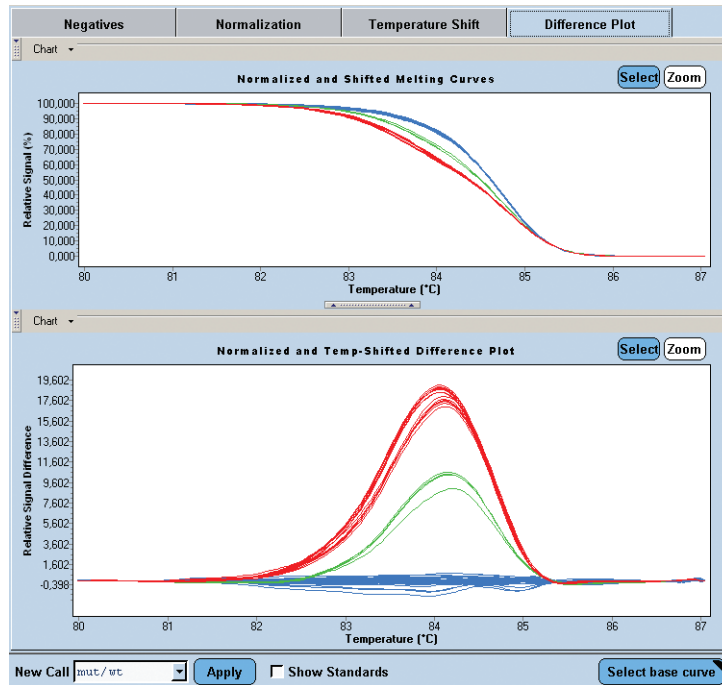 Negatives Normalization Temperature Shift Difference Plot
Chart
Normalized and Shifted Melting Curves
Select Zoom
Relative Signal (%)
100,000
90,000
80,000
70,000
60,000
50,000
40,000
30,000
20,000
10,000
0,000
80 81 82 83 84 85 86 87
Temperature (°C)
Chart
Normalized and Temp-Shifted Difference Plot
Select Zoom
Relative Signal Difference
19,602
17,602
15,602
13,602
11,602
9,602
7,602
5,602
3,602
1,602
-0,398
80 81 82 83 84 85 86 87
Temperature (°C)
New Call mut/wt Apply Show Standards Select base curve